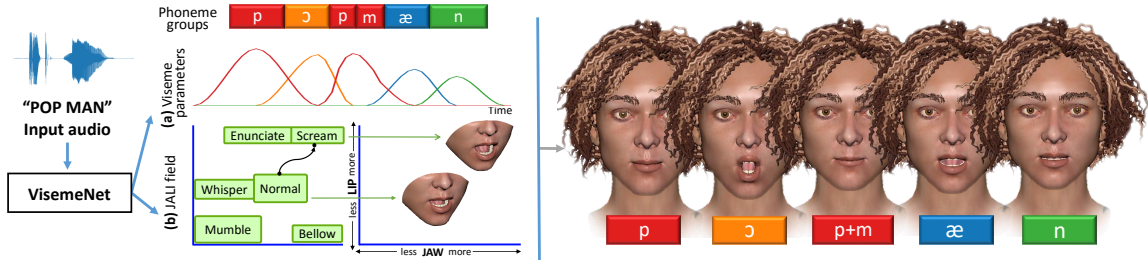 Phoneme
groups
p ɔ p m æ n
"POP MAN"
Input audio
VisemeNet
(a) Viseme
parameters
Time
(b) JALI field
Enunciate Scream
Whisper Normal
Mumble Bellow
less LIP more
less JAW more
p ɔ p+m æ n